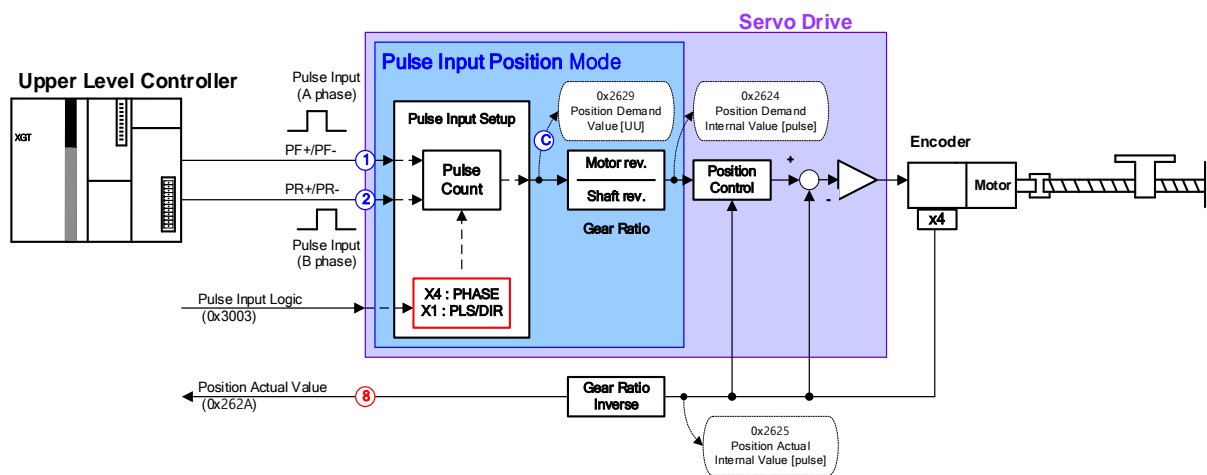 Servo Drive
Pulse Input Position Mode
Upper Level Controller
XGT
Pulse Input
(A phase)
PF+/PF-
1
PR+/PR-
2
Pulse Input
(B phase)
Pulse Input Setup
Pulse
Count
X4 : PHASE
X1 : PLS/DIR
Pulse Input Logic
(0x3003)
C
0x2629
Position Demand
Value [UU]
Motor rev.
Shaft rev.
Gear Ratio
0x2624
Position Demand
Internal Value [pulse]
Position
Control
+
-
Encoder
Motor
x4
Position Actual Value
(0x262A)
8
Gear Ratio
Inverse
0x2625
Position Actual
Internal Value [pulse]